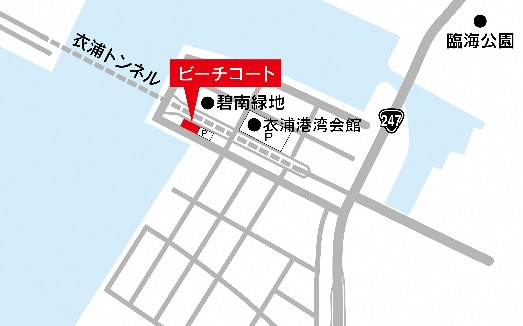 臨海公園
衣浦トンネル
ビーチコート
碧南緑地
衣浦港湾会館
P
P
247